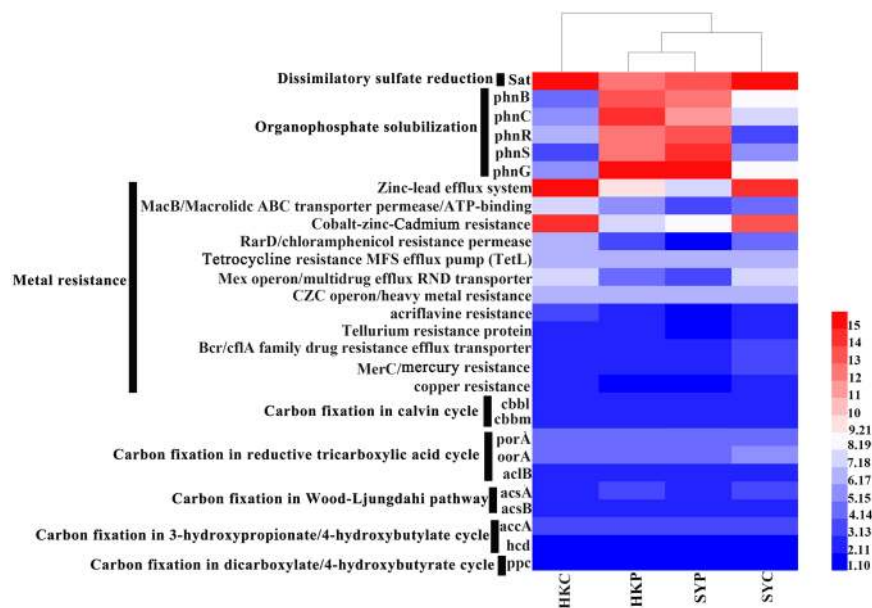 Dissimilatory sulfate reduction Sat
phnB
phnC
Organophosphate solubilization phnR
phnS
phnG
Zinc-lead efflux system
MacB/Macrolidc ABC transporter permease/ATP-binding
Cobalt-zinc-Cadmium resistance
RarD/chloramphenicol resistance permease
Tetrocycline resistance MFS efflux pump (TetL)
Metal resistance
Mex operon/multidrug efflux RND transporter
CZC operon/heavy metal resistance
acriflavine resistance
Tellurium resistance protein
Bcr/cflA family drug resistance efflux transporter
MerC/mercury resistance
copper resistance
Carbon fixation in calvin cycle cbbl
cbbm
porA
Carbon fixation in reductive tricarboxylic acid cycle oorA
aclB
Carbon fixation in Wood-Ljungdahi pathway acsA
acsB
Carbon fixation in 3-hydroxypropionate/4-hydroxybutylate cycle accA
hcd
Carbon fixation in dicarboxylate/4-hydroxybutyrate cycle ppc
HKC HKP SYP SYC
15
14
13
12
11
10
9.21
8.19
7.18
6.17
5.15
4.14
3.13
2.11
1.10